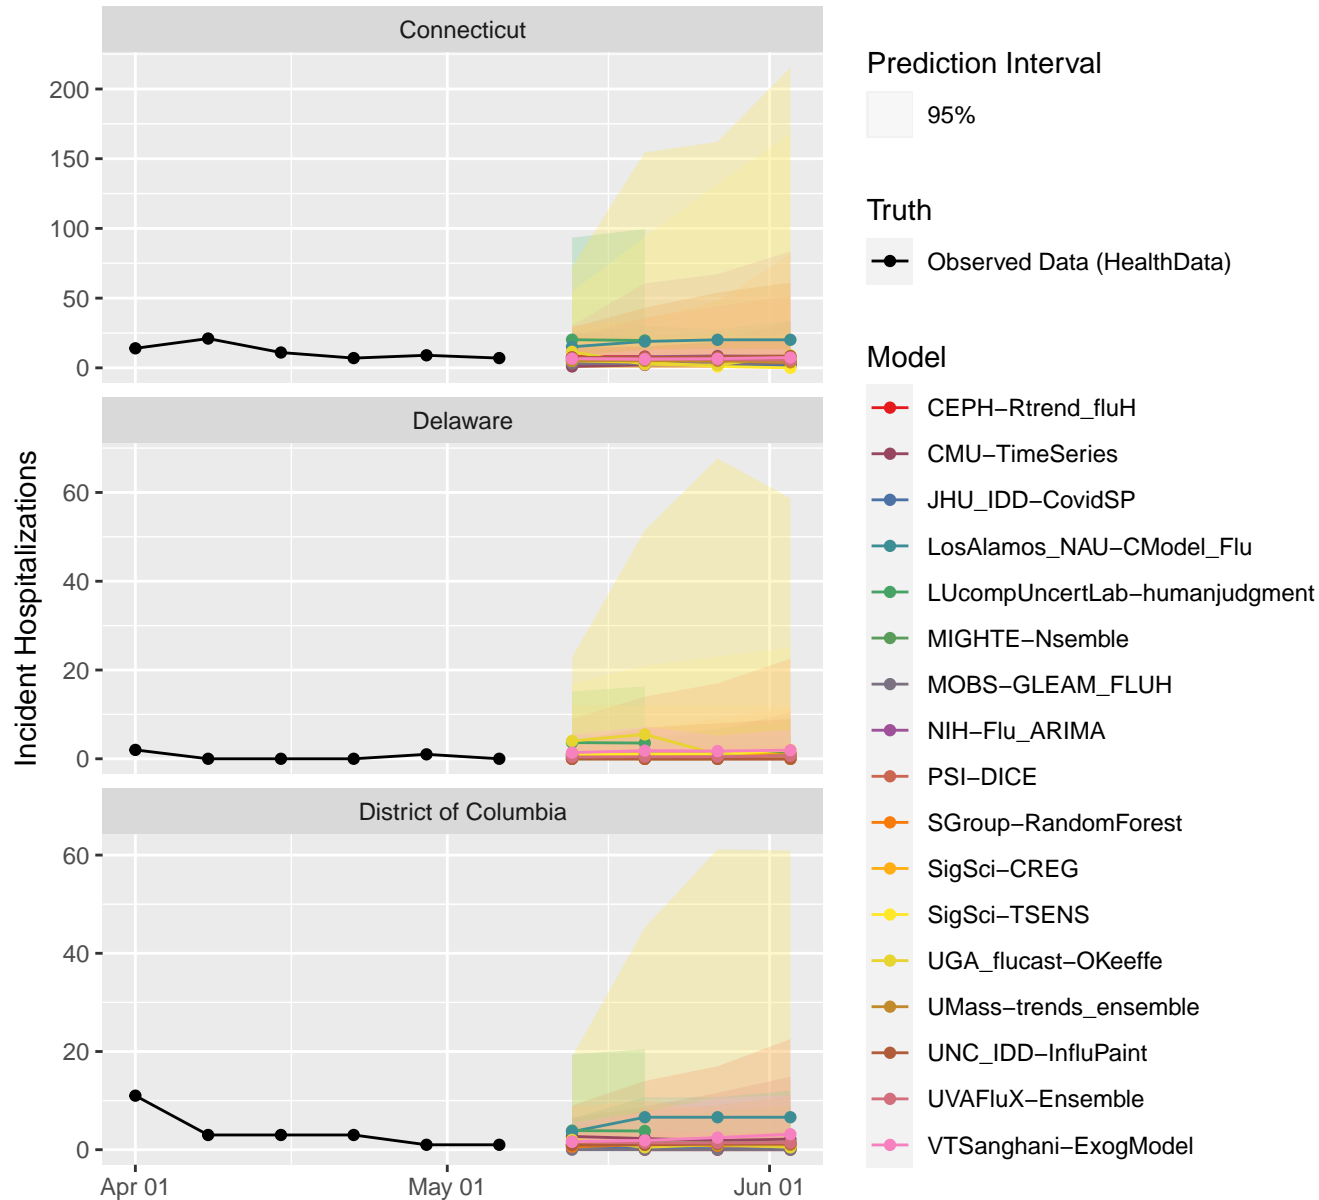 Connecticut
200
150
100
50
0
Delaware
60
40
20
0
District of Columbia
60
40
20
0
Apr 01
May 01
Jun 01
Incident Hospitalizations
Prediction Interval
95%
Truth
Observed Data (HealthData)
Model
CEPH−Rtrend_fluH
CMU−TimeSeries
JHU_IDD−CovidSP
LosAlamos_NAU−CModel_Flu
LUcompUncertLab−humanjudgment
MIGHTE−Nsemble
MOBS−GLEAM_FLUH
NIH−Flu_ARIMA
PSI−DICE
SGroup−RandomForest
SigSci−CREG
SigSci−TSENS
UGA_flucast−OKeeffe
UMass−trends_ensemble
UNC_IDD−InfluPaint
UVAFluX−Ensemble
VTSanghani−ExogModel